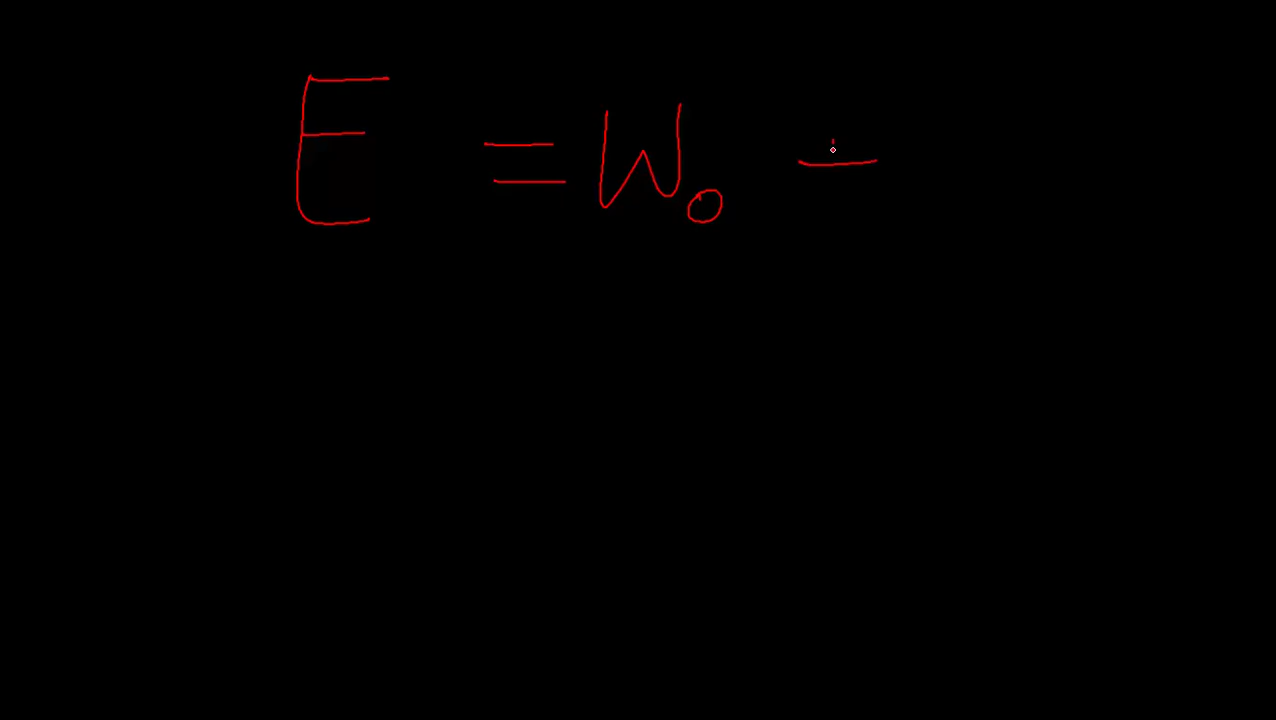 E = W₀ +